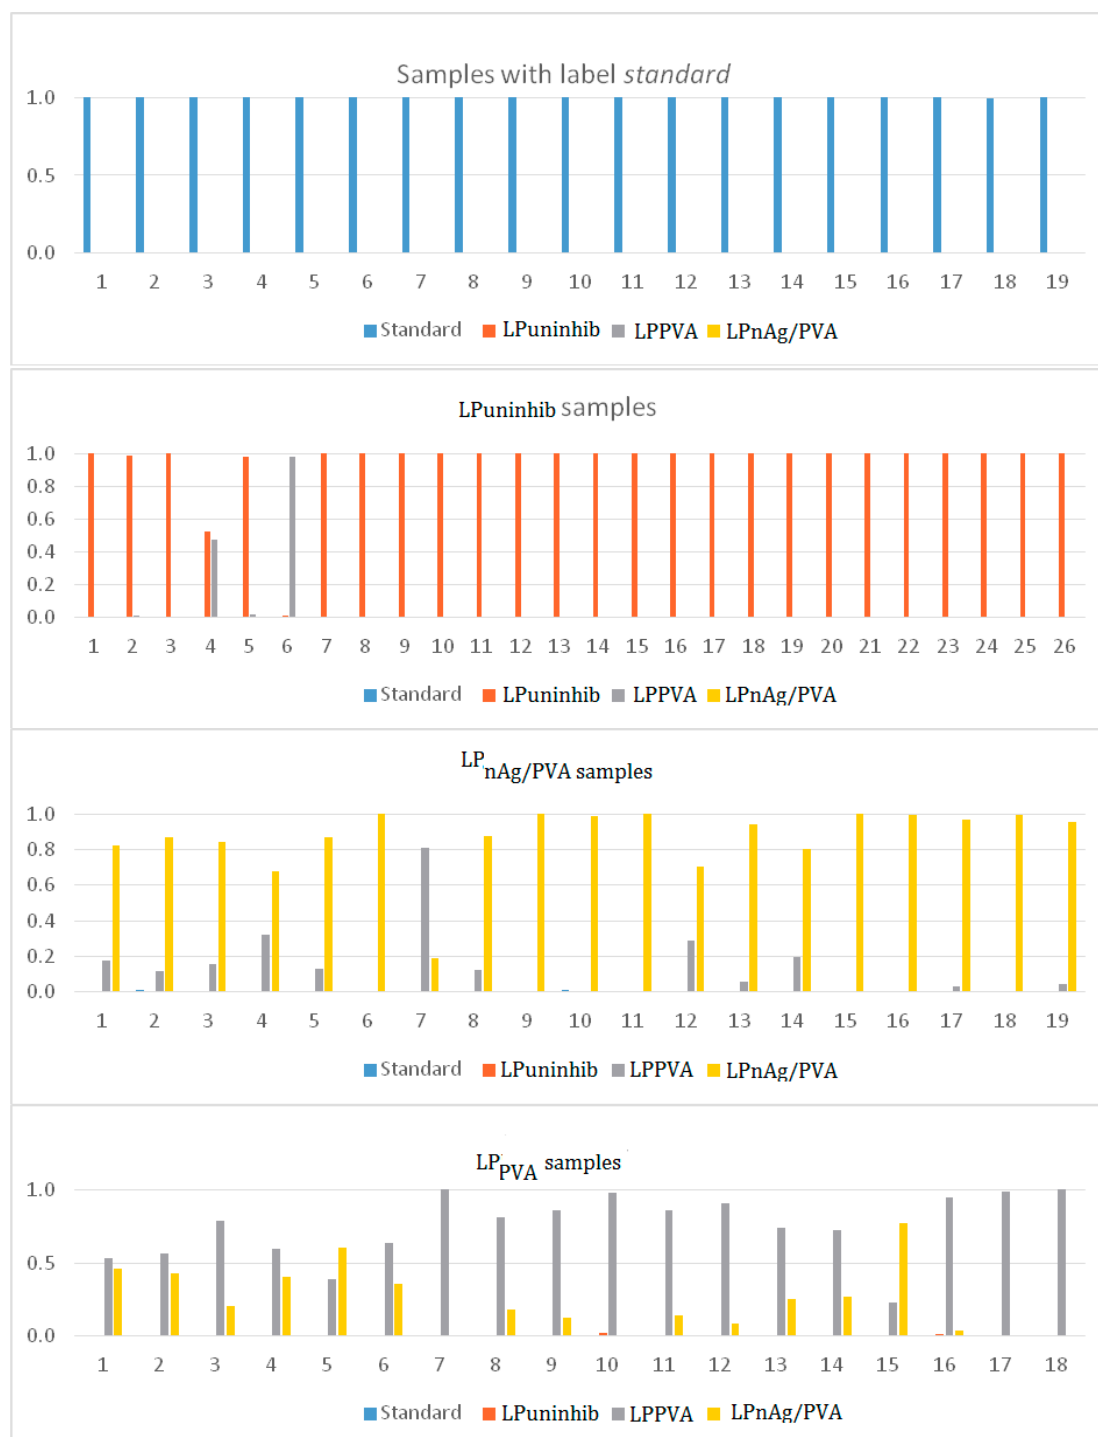 Samples with label standard
1.0
0.5
0.0
1 2 3 4 5 6 7 8 9 10 11 12 13 14 15 16 17 18 19
Standard LPuninhib LPPVA LPnAg/PVA
LPuninhib samples
1.0
0.8
0.6
0.4
0.2
0.0
1 2 3 4 5 6 7 8 9 10 11 12 13 14 15 16 17 18 19 20 21 22 23 24 25 26
Standard LPuninhib LPPVA LPnAg/PVA
LPnAg/PVA samples
1.0
0.8
0.6
0.4
0.2
0.0
1 2 3 4 5 6 7 8 9 10 11 12 13 14 15 16 17 18 19
Standard LPuninhib LPPVA LPnAg/PVA
LPPVA samples
1.0
0.5
0.0
1 2 3 4 5 6 7 8 9 10 11 12 13 14 15 16 17 18
Standard LPuninhib LPPVA LPnAg/PVA